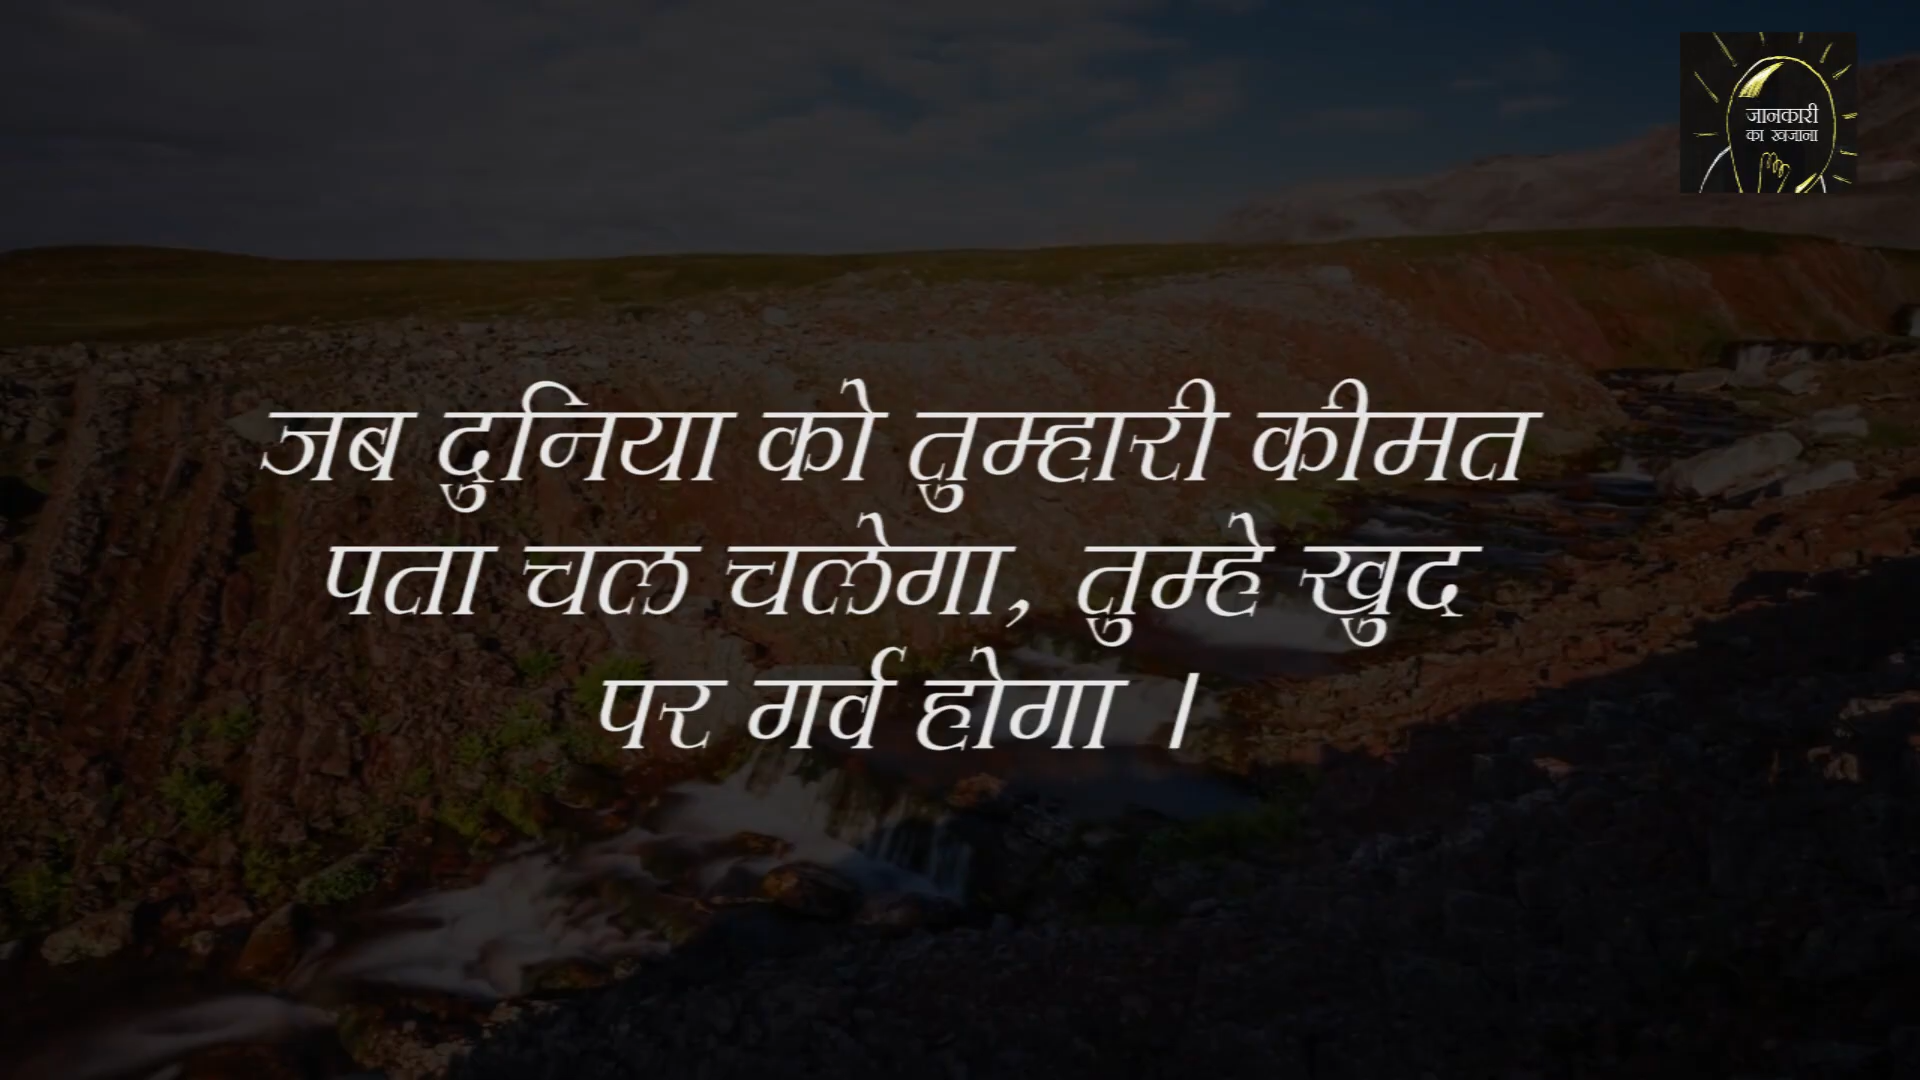 जानकारी
का खजाना
जब दुनिया को तुम्हारी कीमत
पता चल चलेगा, तुम्हे खुद
पर गर्व होगा ।